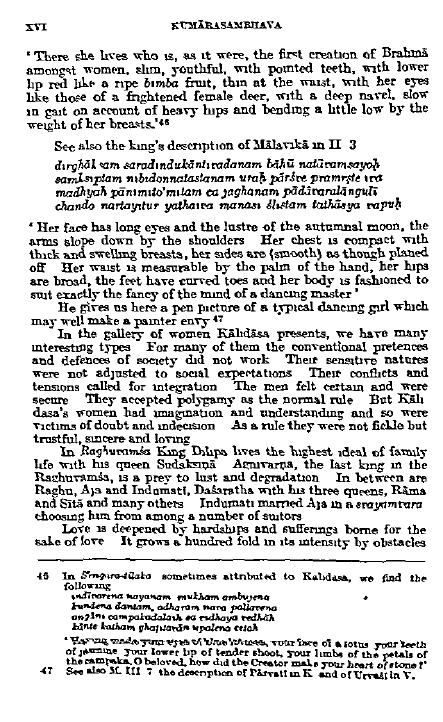 XVI KUMĀRASAMBHAVA
‘There she lives who is, as it were, the first creation of Brahmā
amongst women, slim, youthful, with pointed teeth, with lower
lip red like a ripe bimba fruit, thin at the waist, with her eyes
like those of a frightened female deer, with a deep navel, slow
in gait on account of heavy hips and bending a little low by the
weight of her breasts.’46
See also the king's description of Mālavikā in II 3
dīrghākṣam saradindukāntivadanam bāhū natāvamsayoḥ
samkṣiptam nibidonnatastanam uraḥ pārśve pramṛṣte iva
madhyaḥ pānimito'mitam ca jaghanam pādāvarālāngulī
chando nartayitur yathaiva manasi śliṣtam tathāsya vapuḥ
‘Her face has long eyes and the lustre of the autumnal moon, the
arms slope down by the shoulders Her chest is compact with
thick and swelling breasts, her sides are (smooth) as though planed
off Her waist is measurable by the palm of the hand, her hips
are broad, the feet have curved toes and her body is fashioned to
suit exactly the fancy of the mind of a dancing master’
He gives us here a pen picture of a typical dancing girl which
may well make a painter envy 47
In the gallery of women Kālidāsa presents, we have many
interesting types For many of them the conventional pretences
and defences of society did not work Their sensitive natures
were not adjusted to social expectations Their conflicts and
tensions called for integration The men felt certain and were
secure They accepted polygamy as the normal rule But Kāli
dasa's women had imagination and understanding and so were
victims of doubt and indecision As a rule they were not fickle but
trustful, sincere and loving
In Raghuvamśa King Dilīpa lives the highest ideal of family
life with his queen Sudakṣiṇā Agnivarṇa, the last king in the
Raghuvamśa, is a prey to lust and degradation In between are
Raghu, Aja and Indumatī, Daśaratha with his three queens, Rāma
and Sītā and many others Indumatī married Aja in a svayamvara
choosing him from among a number of suitors
Love is deepened by hardships and sufferings borne for the
sake of love It grows a hundred fold in its intensity by obstacles
46 In Sṛngāra-tilaka sometimes attributed to Kalidasa, we find the
following
indīvarena nayanam mukham ambujena
kundena dantam, adharam nava pallavena
angāni campakadalaih sa vidhaya vedhāh
kānte katham ghaṭitavān upalena cetah
‘Having made your eyes of blue lotuses, your face of a lotus your teeth
of jasmine your lower lip of tender shoot, your limbs of the petals of
the campaka, O beloved, how did the Creator make your heart of stone?’
47 See also M. III 7 the description of Pārvatī in K and of Urvaśī in V.